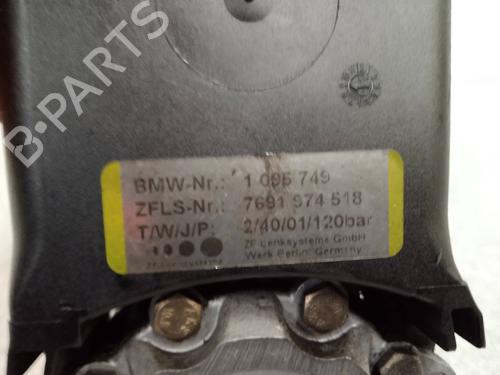 B-PARTS
BMW-Nr.: 1 095 749
ZFLS-Nr.: 7691 974 518
T/W/J/P: 2/40/01/120bar
ZF Lenksysteme GmbH
Werk Berlin, Germany
B-PARTS